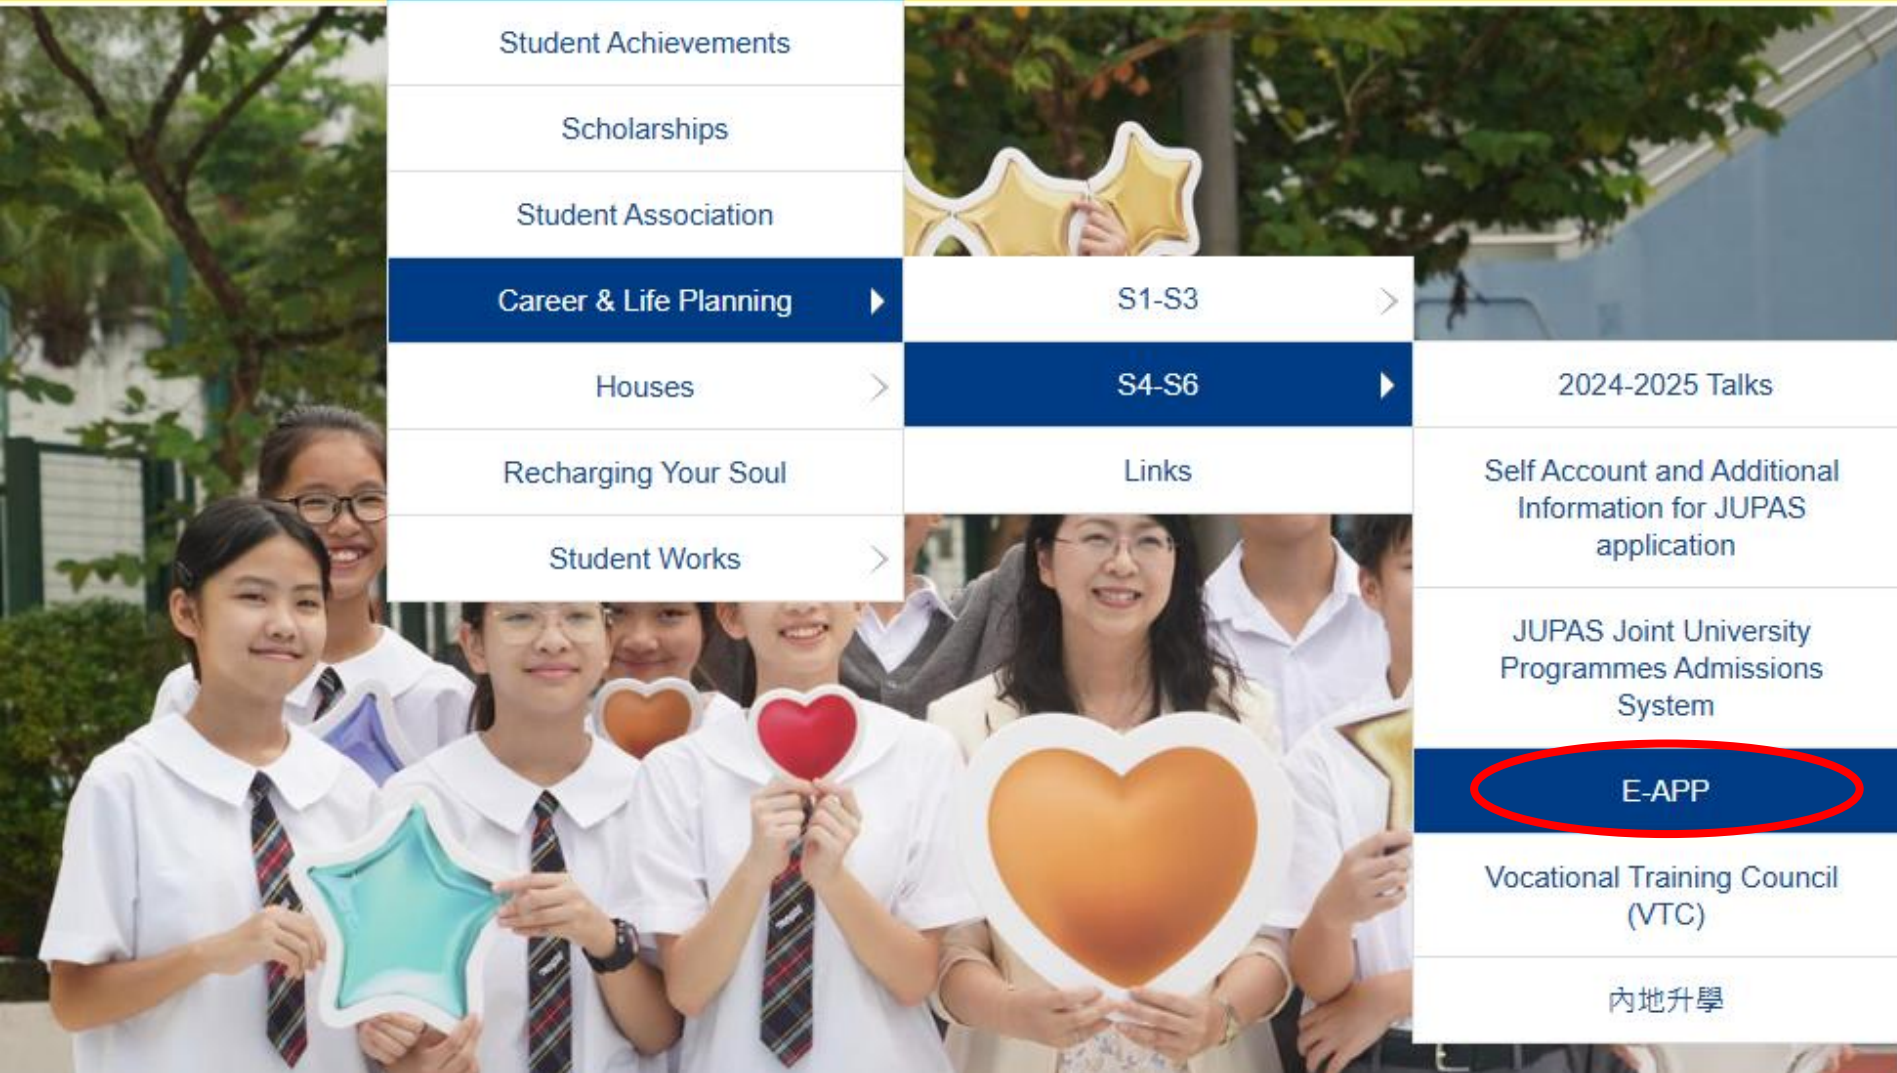 Student Achievements
Scholarships
Student Association
Career & Life Planning
Houses
Recharging Your Soul
Student Works
S1-S3
S4-S6
Links
2024-2025 Talks
Self Account and Additional
Information for JUPAS
application
JUPAS Joint University
Programmes Admissions
System
E-APP
Vocational Training Council
(VTC)
內地升學